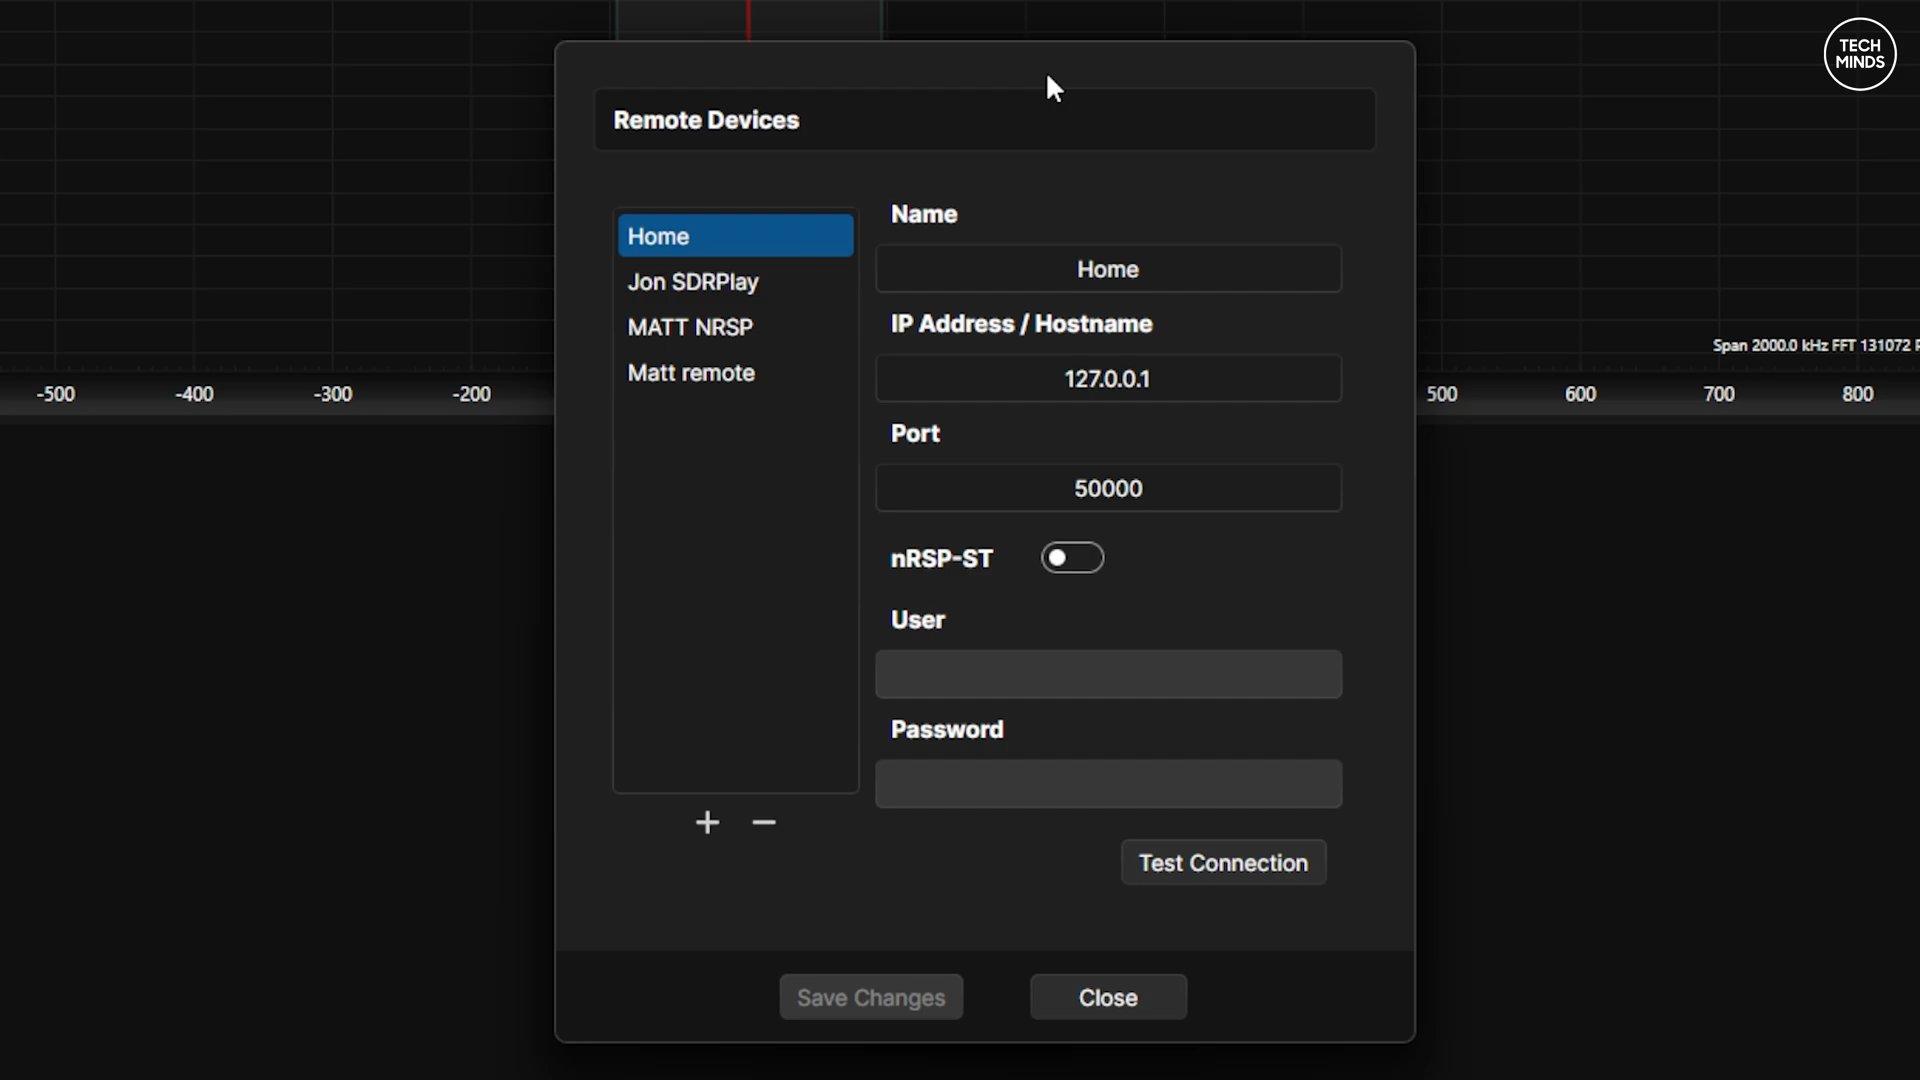 TECH
MINDS
Remote Devices
Home
Jon SDRPlay
MATT NRSP
Matt remote
Name
Home
IP Address / Hostname
127.0.0.1
Port
50000
nRSP-ST
User
Password
Test Connection
Save Changes
Close
Span 2000.0 kHz FFT 131072 P
-500 -400 -300 -200 500 600 700 800